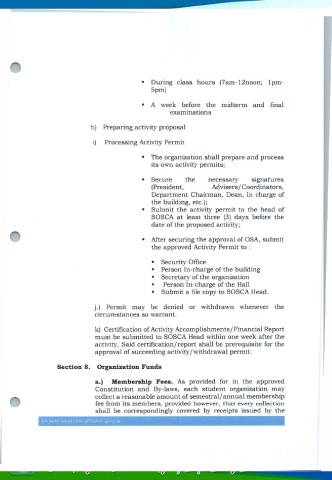 ▪ During class hours (7am-12noon; 1pm-
5pm)
▪ A week before the midterm and final
examinations
h) Preparing activity proposal
i) Processing Activity Permit
▪ The organization shall prepare and process
its own activity permits;
▪ Secure the necessary signatures
(President, Advisers/Coordinators,
Department Chairman, Dean, In charge of
the building, etc.);
▪ Submit the activity permit to the head of
SOSCA at least three (3) days before the
date of the proposed activity;
▪ After securing the approval of OSA, submit
the approved Activity Permit to :
▪ Security Office
▪ Person In-charge of the building
▪ Secretary of the organization
▪ Person In-charge of the Hall
▪ Submit a file copy to SOSCA Head.
j.) Permit may be denied or withdrawn whenever the
circumstances so warrant.
k) Certification of Activity Accomplishments/Financial Report
must be submitted to SOSCA Head within one week after the
activity. Said certification/report shall be prerequisite for the
approval of succeeding activity/withdrawal permit.
Section 8. Organization Funds
a.) Membership Fees. As provided for in the approved
Constitution and By-laws, each student organization may
collect a reasonable amount of semestral/annual membership
fee from its members, provided however, that every collection
shall be correspondingly covered by receipts issued by the